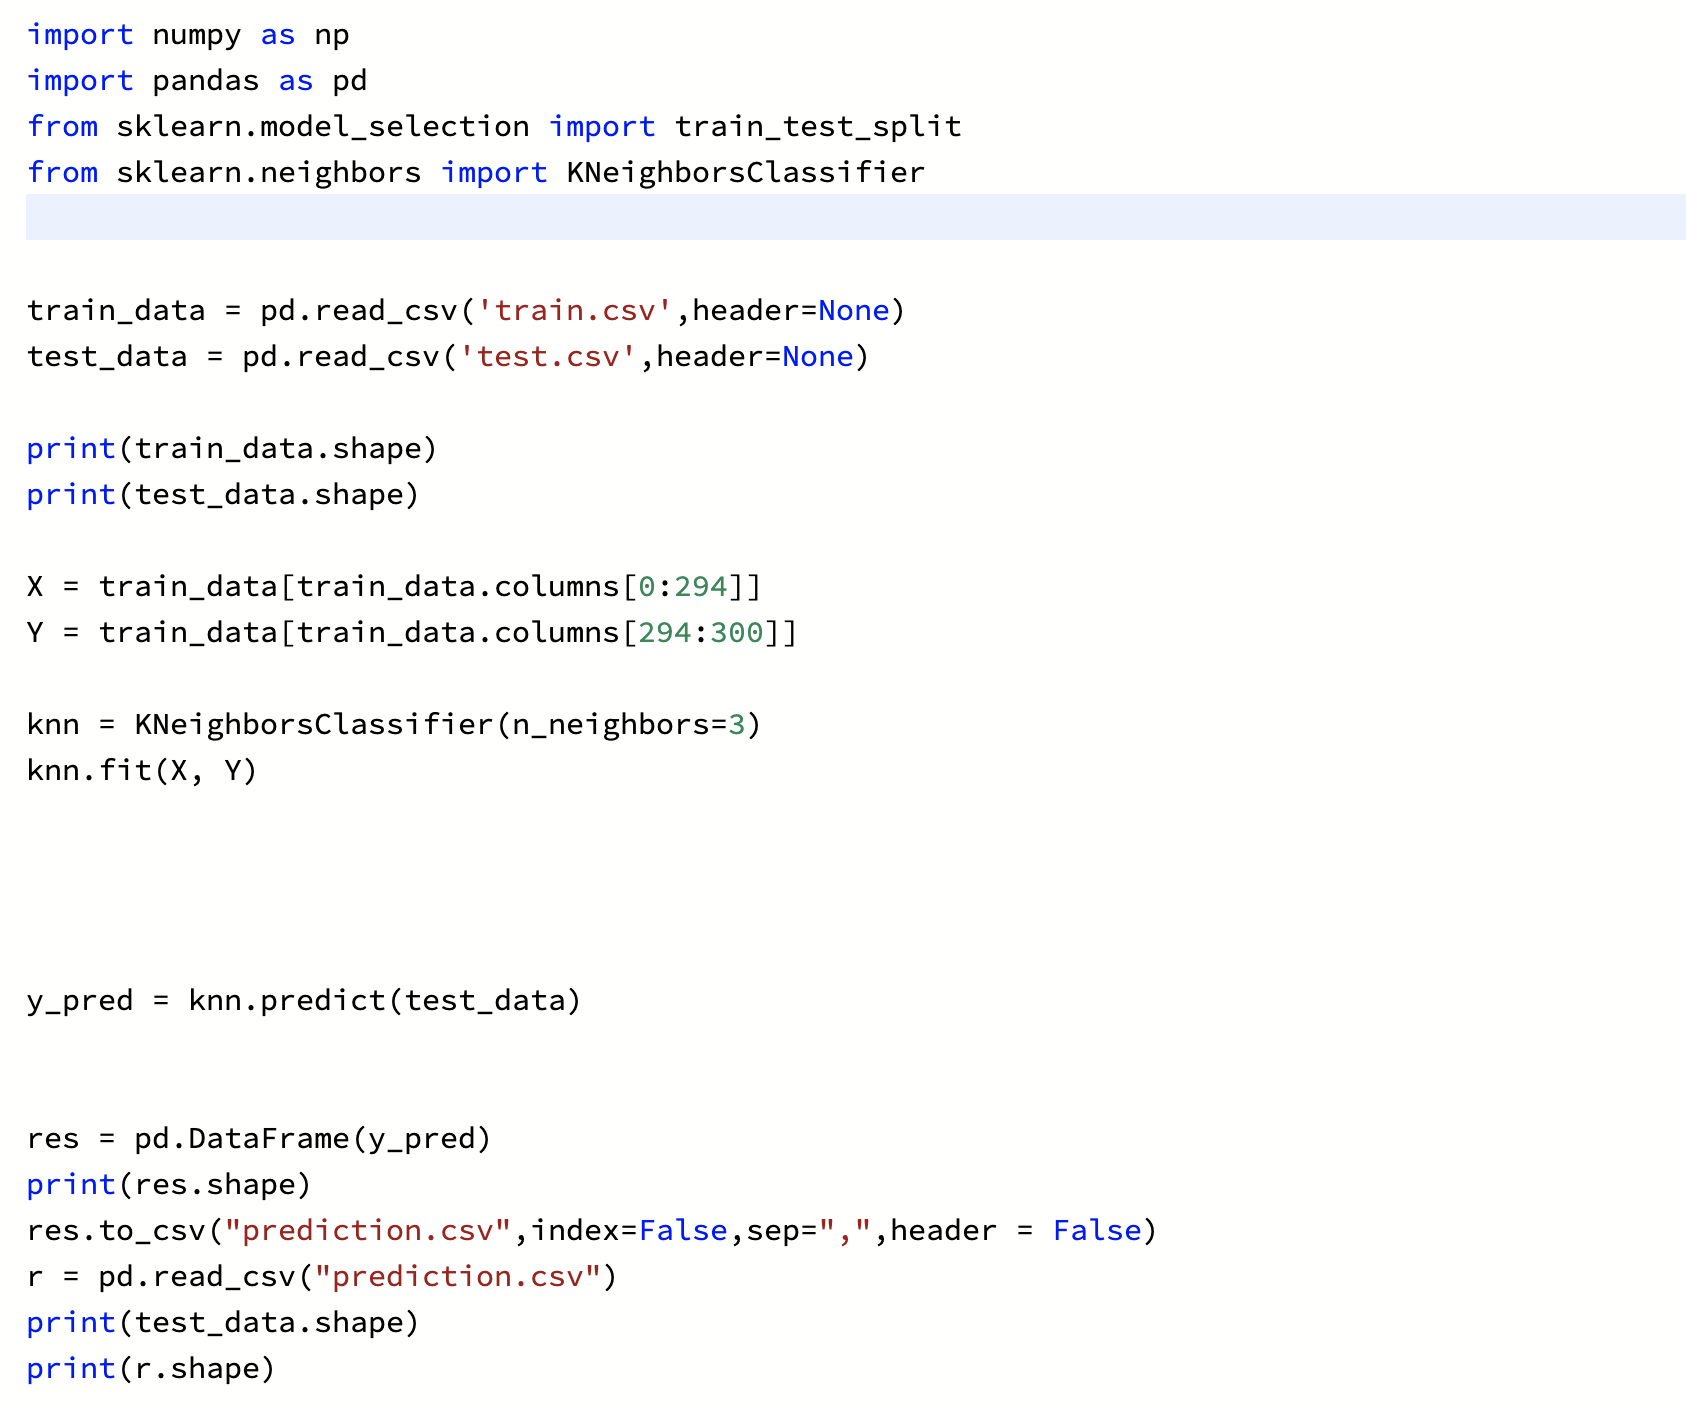 import numpy as np
import pandas as pd
from sklearn.model_selection import train_test_split
from sklearn.neighbors import KNeighborsClassifier
train_data = pd.read_csv('train.csv',header=None)
test_data = pd.read_csv('test.csv',header=None)
print(train_data.shape)
print(test_data.shape)
X = train_data[train_data.columns[0:294]]
Y = train_data[train_data.columns[294:300]]
knn = KNeighborsClassifier(n_neighbors=3)
knn.fit(X, Y)
y_pred = knn.predict(test_data)
res = pd.DataFrame(y_pred)
print(res.shape)
res.to_csv("prediction.csv",index=False,sep=",",header = False)
r = pd.read_csv("prediction.csv")
print(test_data.shape)
print(r.shape)